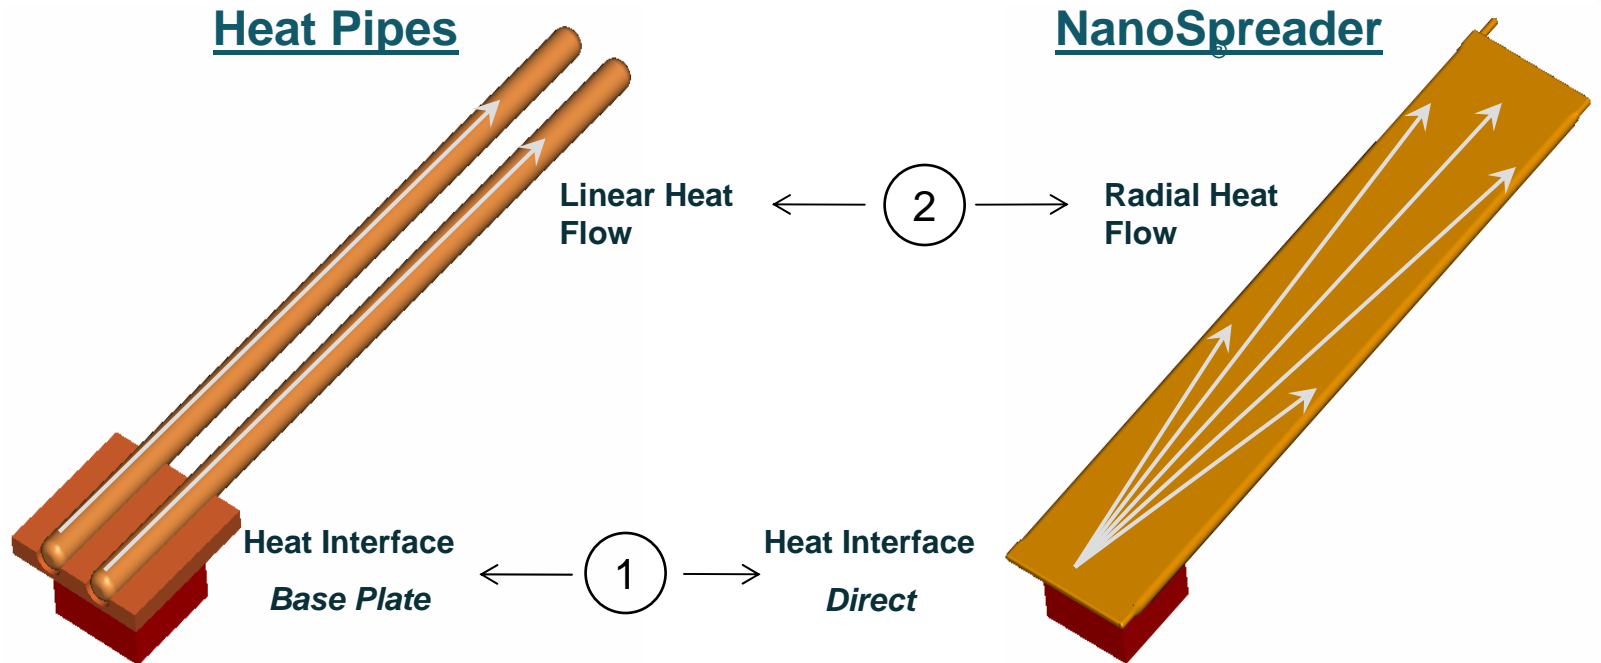 Heat Pipes
NanoSpreader
®
Linear Heat
Flow
2
Radial Heat
Flow
Heat Interface
Base Plate
1
Heat Interface
Direct